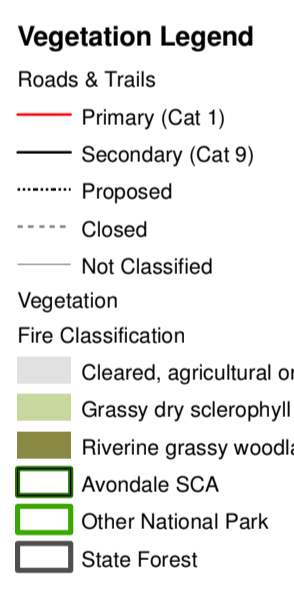 Vegetation Legend
Roads & Trails
Primary (Cat 1)
Secondary (Cat 9)
Proposed
Closed
Not Classified
Vegetation
Fire Classification
Cleared, agricultural or
Grassy dry sclerophyll
Riverine grassy woodla
Avondale SCA
Other National Park
State Forest